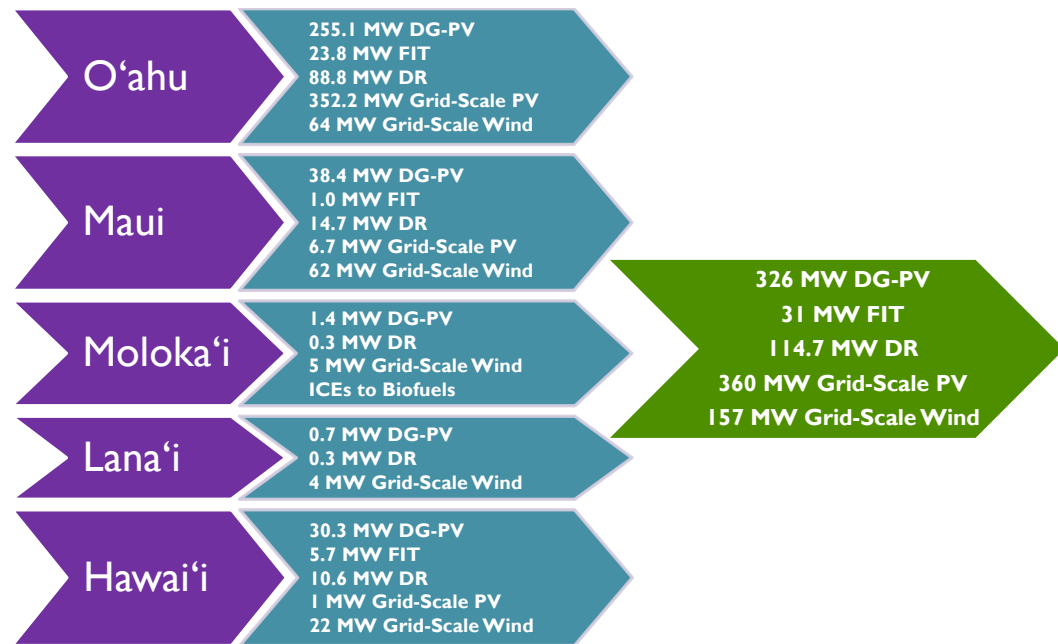 O‘ahu
255.1 MW DG-PV
23.8 MW FIT
88.8 MW DR
352.2 MW Grid-Scale PV
64 MW Grid-Scale Wind
Maui
38.4 MW DG-PV
1.0 MW FIT
14.7 MW DR
6.7 MW Grid-Scale PV
62 MW Grid-Scale Wind
Moloka‘i
1.4 MW DG-PV
0.3 MW DR
5 MW Grid-Scale Wind
ICEs to Biofuels
Lana‘i
0.7 MW DG-PV
0.3 MW DR
4 MW Grid-Scale Wind
Hawai‘i
30.3 MW DG-PV
5.7 MW FIT
10.6 MW DR
1 MW Grid-Scale PV
22 MW Grid-Scale Wind
326 MW DG-PV
31 MW FIT
114.7 MW DR
360 MW Grid-Scale PV
157 MW Grid-Scale Wind